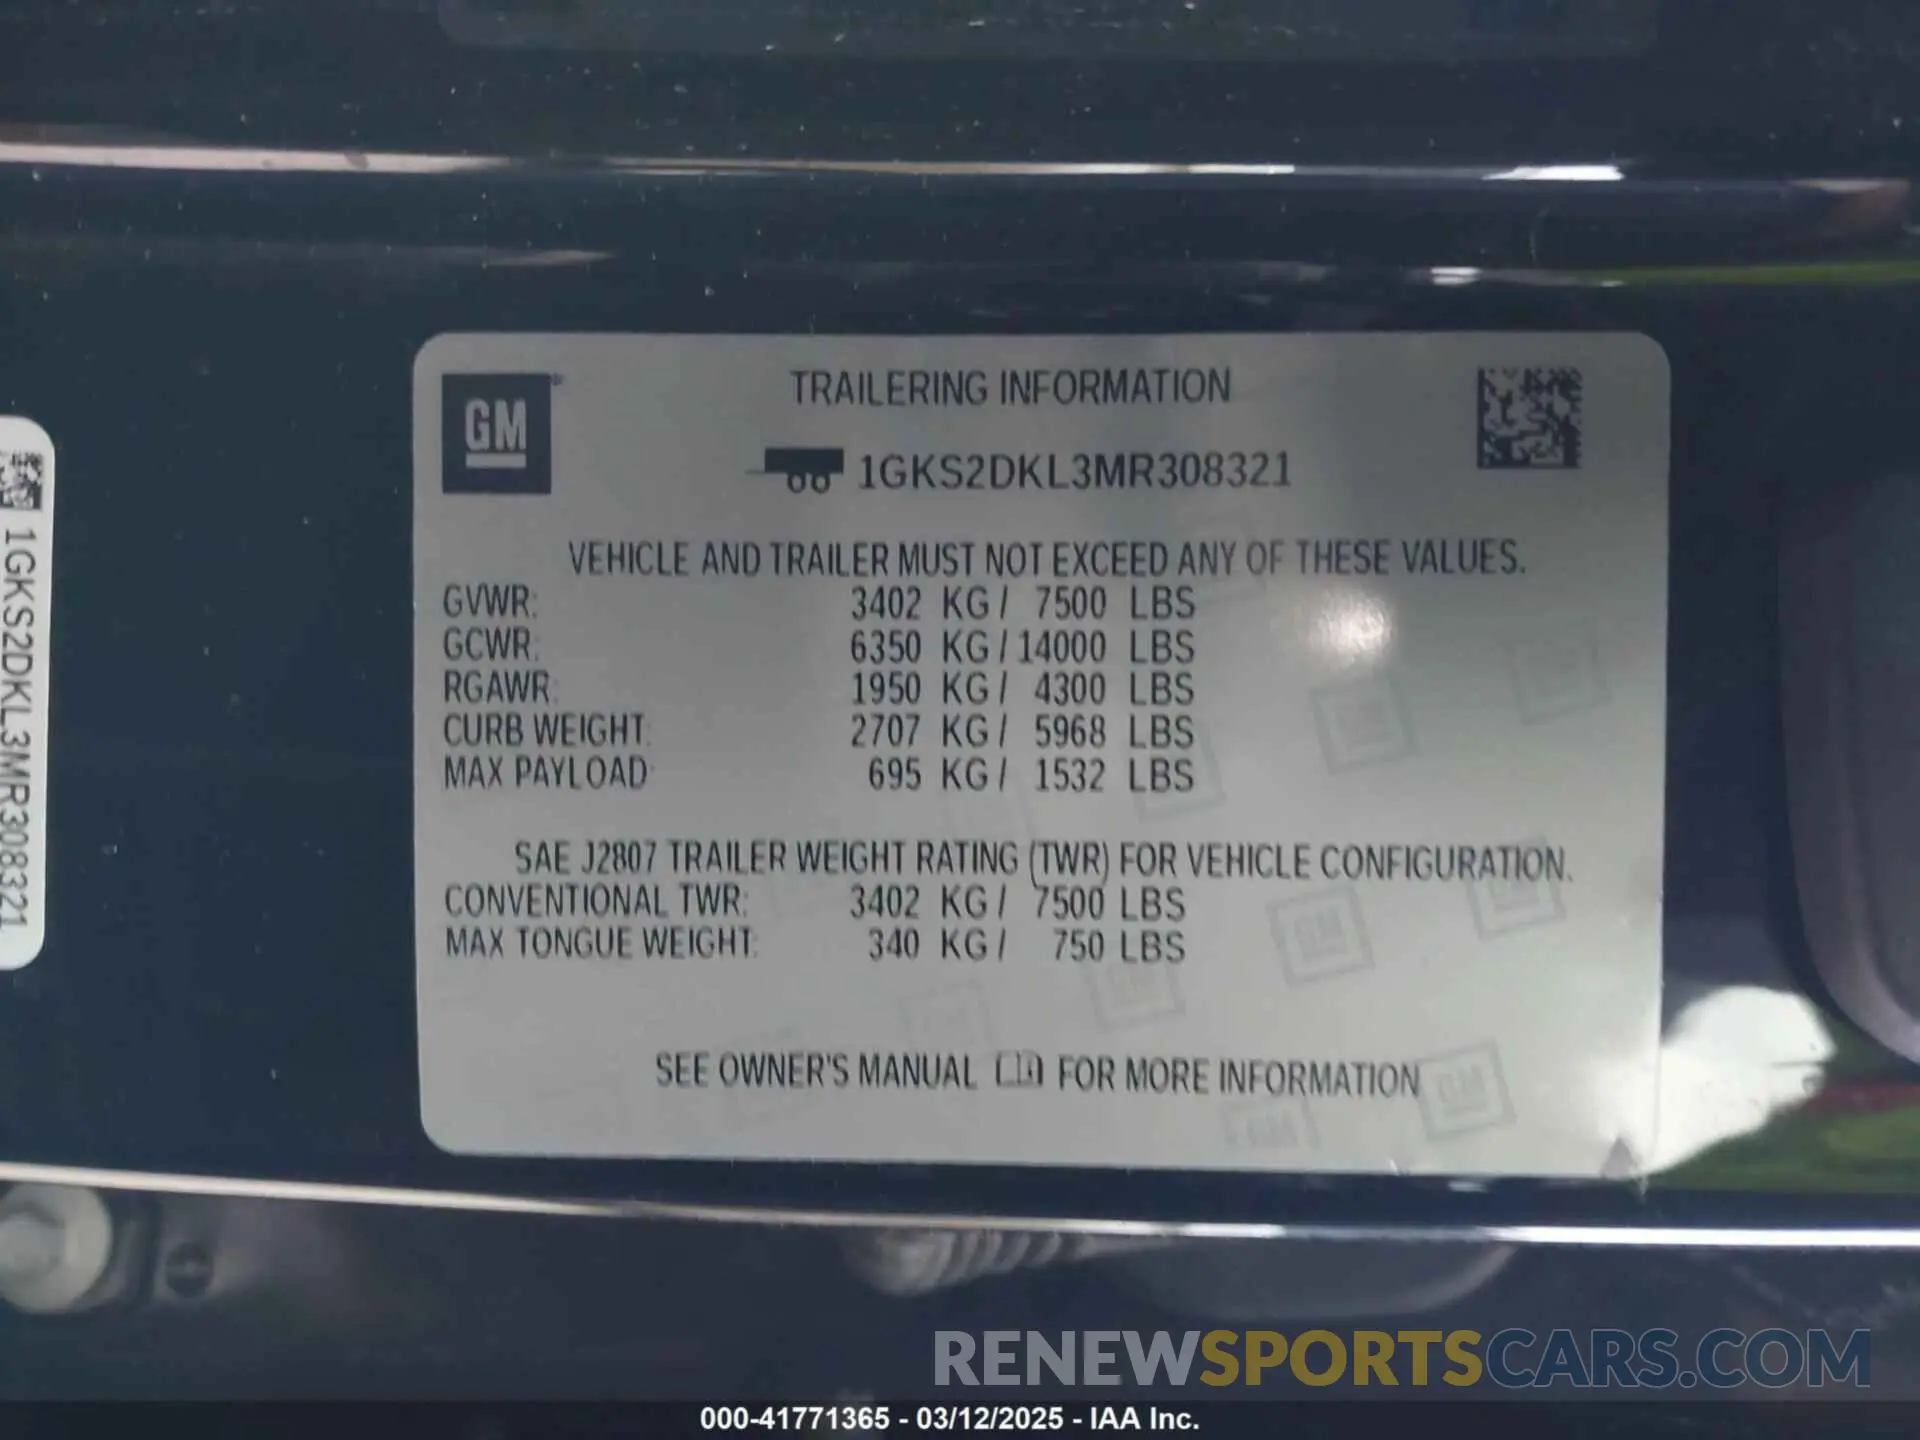 GM
TRAILERING INFORMATION
1GKS2DKL3MR308321
VEHICLE AND TRAILER MUST NOT EXCEED ANY OF THESE VALUES.
GVWR: 3402 KG / 7500 LBS
GCWR: 6350 KG / 14000 LBS
RGAWR: 1950 KG / 4300 LBS
CURB WEIGHT: 2707 KG / 5968 LBS
MAX PAYLOAD: 695 KG / 1532 LBS
SAE J2807 TRAILER WEIGHT RATING (TWR) FOR VEHICLE CONFIGURATION.
CONVENTIONAL TWR: 3402 KG / 7500 LBS
MAX TONGUE WEIGHT: 340 KG / 750 LBS
SEE OWNER'S MANUAL FOR MORE INFORMATION
1GKS2DKL3MR308321
RENEWSPORTSCARS.COM
000-41771365 - 03/12/2025 - IAA Inc.